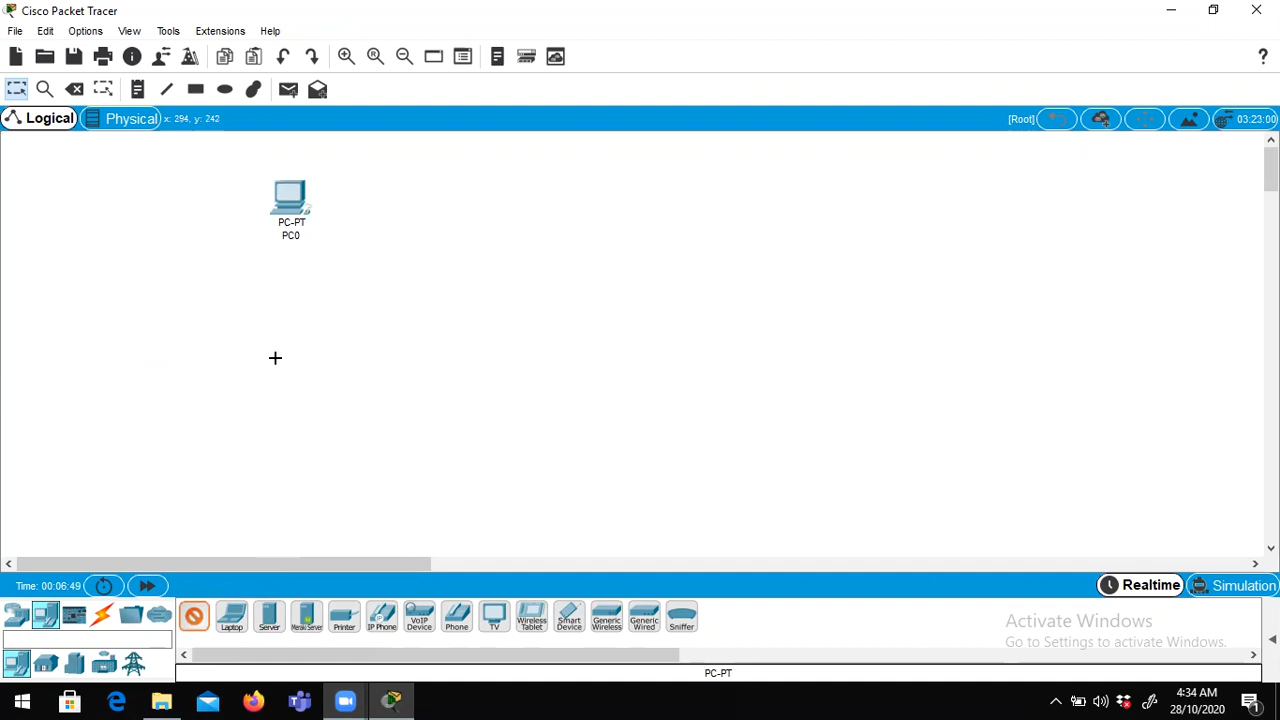 Cisco Packet Tracer
File Edit Options View Tools Extensions Help
Logical Physical x: 294, y: 242 [Root] 03:23:00
PC-PT
PC0
Time: 00:06:49 Realtime Simulation
Laptop Server Meraki Server Printer IP Phone VoIP Device Phone TV Wireless Tablet Smart Device Generic Wireless Generic Wired Sniffer
Activate Windows
Go to Settings to activate Windows.
PC-PT
4:34 AM
28/10/2020
1